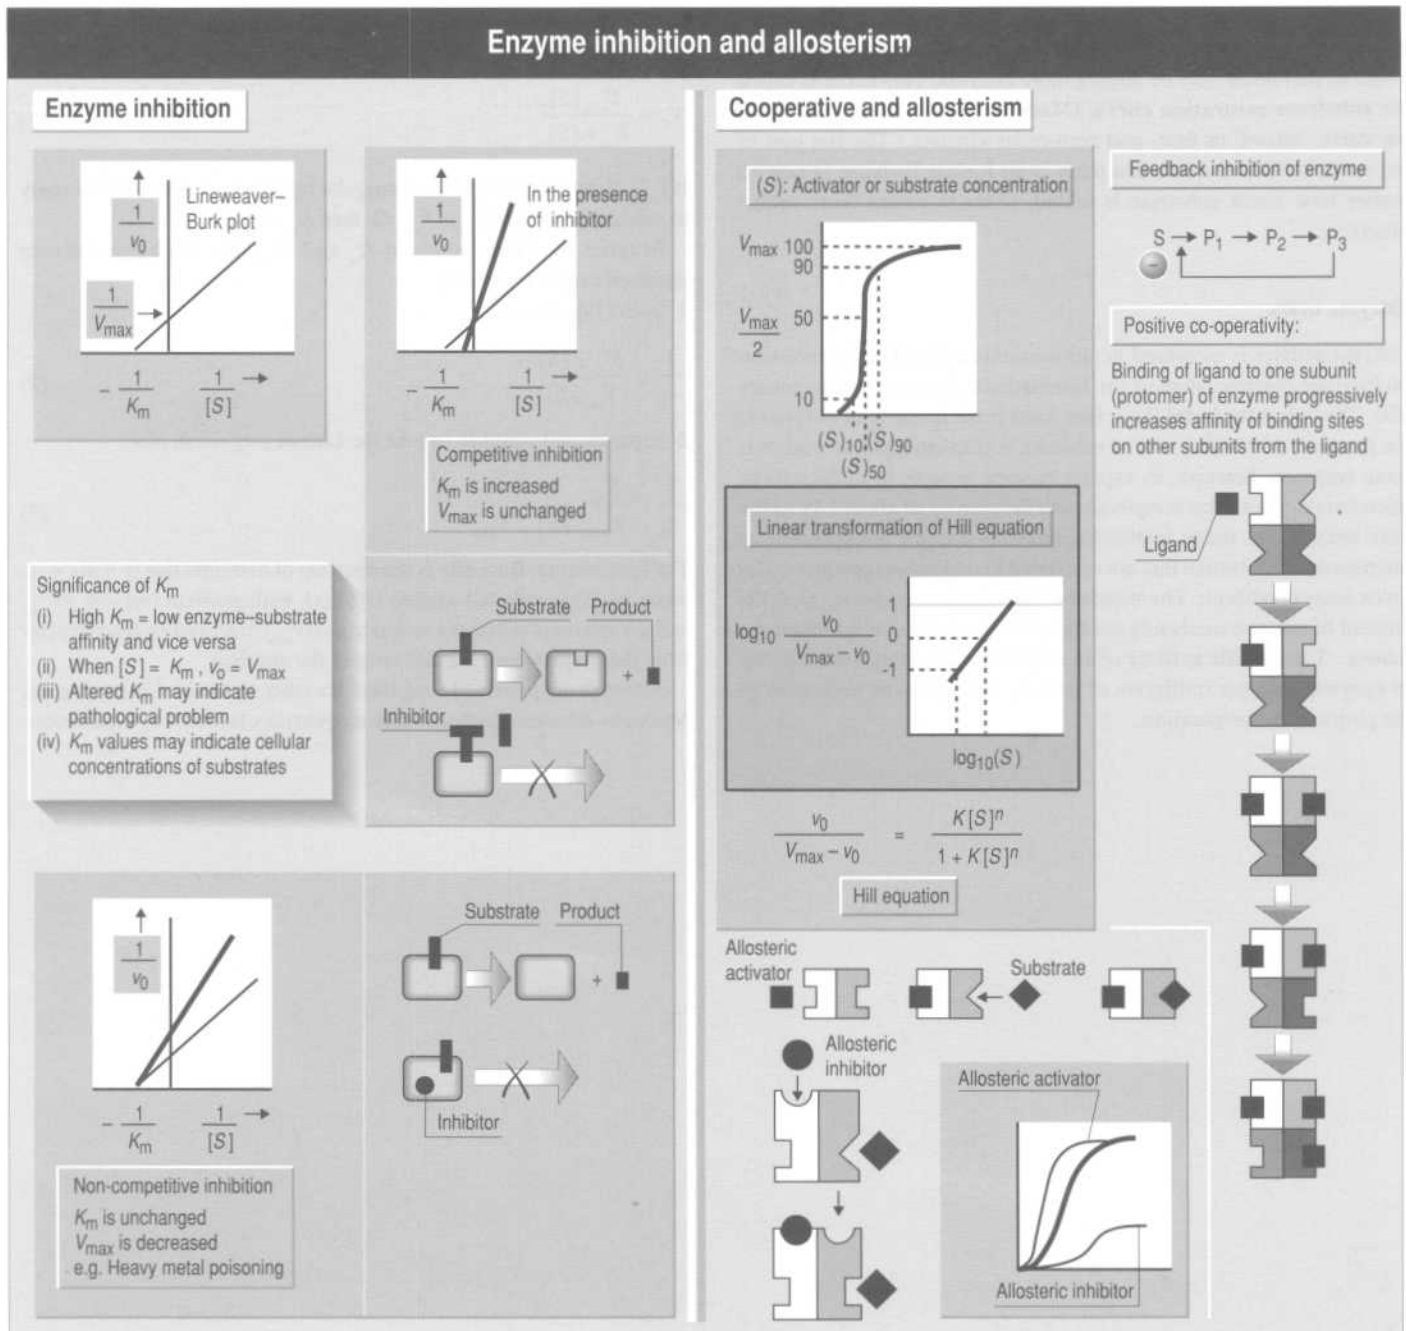 Enzyme inhibition and allosterism
Enzyme inhibition
1
v0
Lineweaver–
Burk plot
1
Vmax
– 1
Km
1
[S]
1
v0
In the presence
of inhibitor
– 1
Km
1
[S]
Competitive inhibition
Km is increased
Vmax is unchanged
Significance of Km
(i) High Km = low enzyme–substrate
affinity and vice versa
(ii) When [S] = Km , v0 = Vmax
(iii) Altered Km may indicate
pathological problem
(iv) Km values may indicate cellular
concentrations of substrates
Substrate Product
+
Inhibitor
1
v0
– 1
Km
1
[S]
Non-competitive inhibition
Km is unchanged
Vmax is decreased
e.g. Heavy metal poisoning
Substrate Product
+
Inhibitor
Cooperative and allosterism
(S): Activator or substrate concentration
Vmax 100
90
Vmax
2
50
10
(S)10 (S)90
(S)50
Linear transformation of Hill equation
log10 v0
Vmax – v0
1
0
-1
log10(S)
v0
Vmax – v0
=
K[S]n
1 + K[S]n
Hill equation
Feedback inhibition of enzyme
S → P1 → P2 → P3
–
Positive co-operativity:
Binding of ligand to one subunit
(protomer) of enzyme progressively
increases affinity of binding sites
on other subunits from the ligand
Ligand
Allosteric
activator
Substrate
Allosteric
inhibitor
Allosteric activator
Allosteric inhibitor